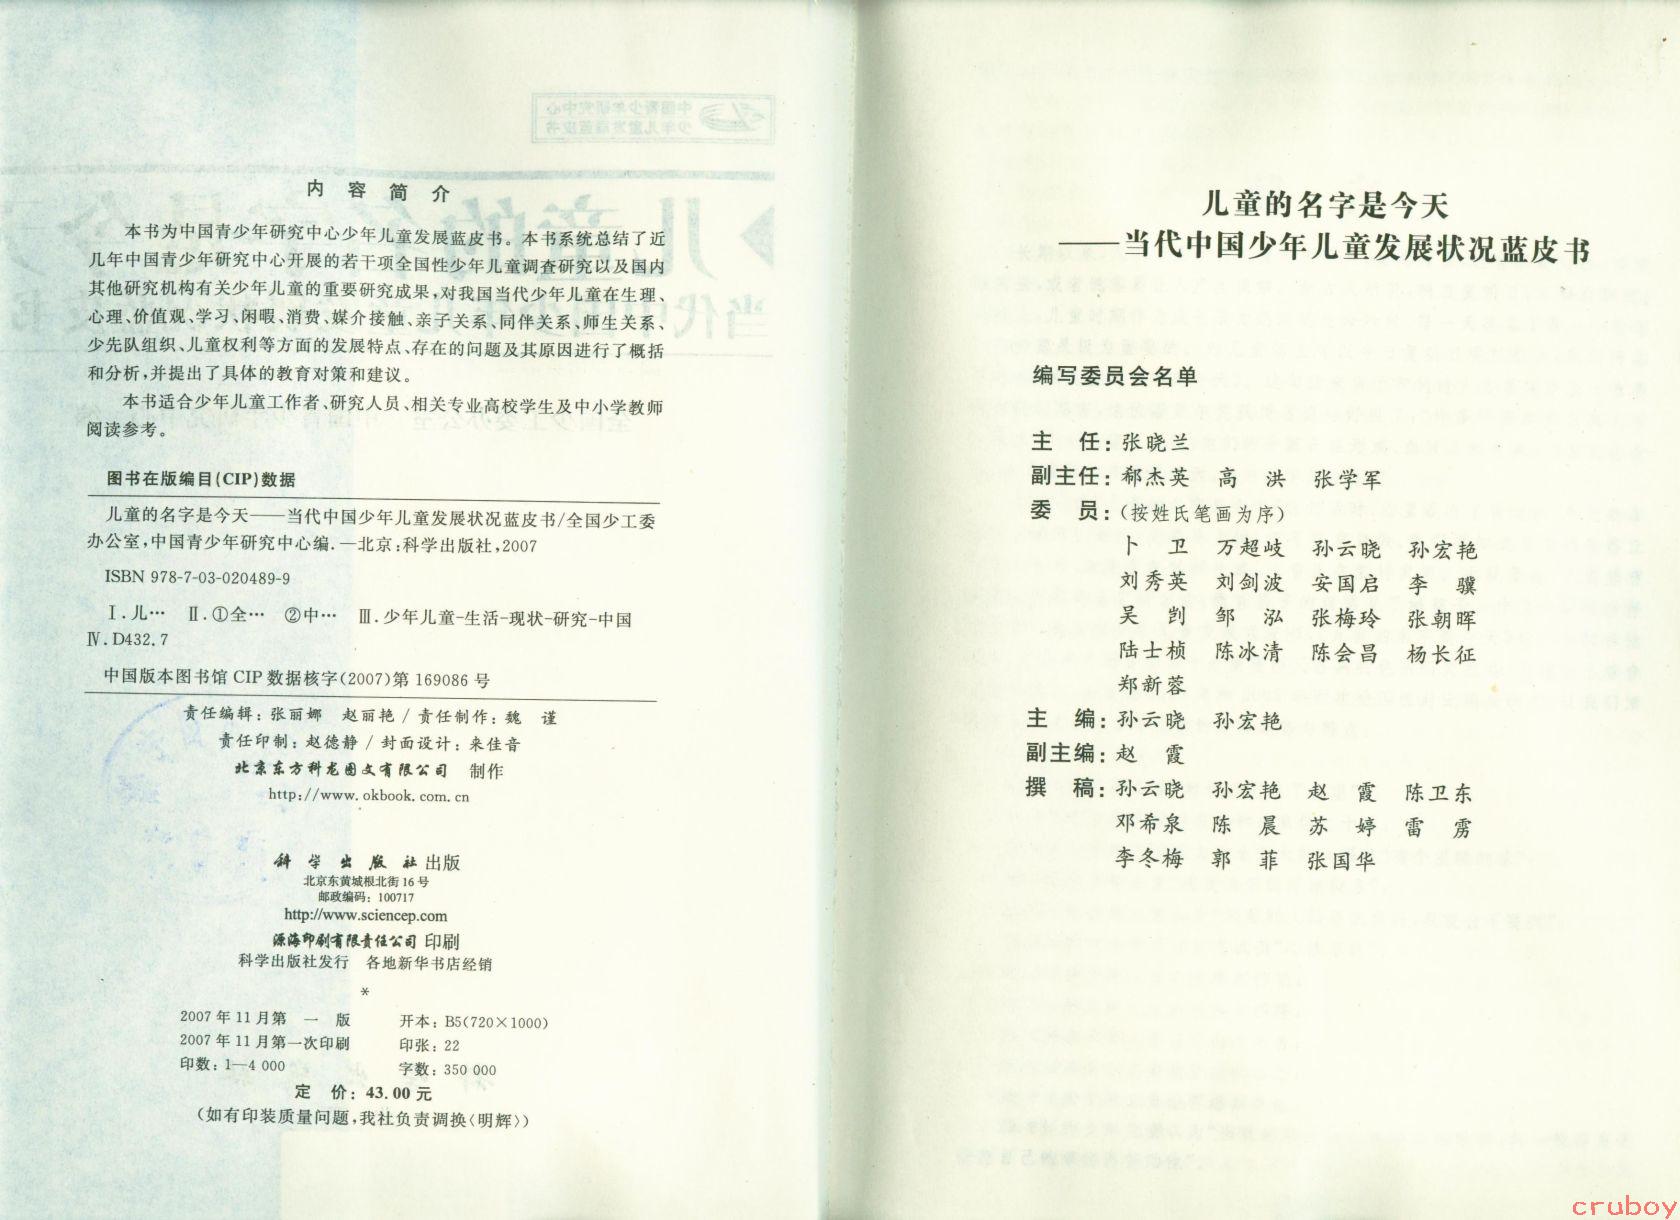 内 容 简 介
本书为中国青少年研究中心少年儿童发展蓝皮书。本书系统总结了近
几年中国青少年研究中心开展的若干项全国性少年儿童调查研究以及国内
其他研究机构有关少年儿童的重要研究成果,对我国当代少年儿童在生理、
心理、价值观、学习、闲暇、消费、媒介接触、亲子关系、同伴关系、师生关系、
少先队组织、儿童权利等方面的发展特点、存在的问题及其原因进行了概括
和分析,并提出了具体的教育对策和建议。
本书适合少年儿童工作者、研究人员、相关专业高校学生及中小学教师
阅读参考。
图书在版编目(CIP)数据
儿童的名字是今天——当代中国少年儿童发展状况蓝皮书/全国少工委
办公室,中国青少年研究中心编.—北京:科学出版社,2007
ISBN 978-7-03-020489-9
Ⅰ.儿… Ⅱ.①全… ②中… Ⅲ.少年儿童-生活-现状-研究-中国
Ⅳ.D432.7
中国版本图书馆 CIP 数据核字(2007)第 169086 号
责任编辑:张丽娜 赵丽艳 / 责任制作:魏 谨
责任印制:赵德静 / 封面设计:来佳音
北京东方科龙图文有限公司 制作
http://www.okbook.com.cn
科学出版社 出版
北京东黄城根北街 16 号
邮政编码:100717
http://www.sciencep.com
源海印刷有限责任公司 印刷
科学出版社发行 各地新华书店经销
*
2007 年 11 月第 一 版 开本:B5(720×1000)
2007 年 11 月第一次印刷 印张:22
印数:1—4 000 字数:350 000
定 价:43.00 元
(如有印装质量问题,我社负责调换〈明辉〉)
儿童的名字是今天
——当代中国少年儿童发展状况蓝皮书
编写委员会名单
主 任:张晓兰
副主任:郗杰英 高 洪 张学军
委 员:(按姓氏笔画为序)
卜 卫 万超岐 孙云晓 孙宏艳
刘秀英 刘剑波 安国启 李 骥
吴 刿 邹 泓 张梅玲 张朝晖
陆士桢 陈冰清 陈会昌 杨长征
郑新蓉
主 编:孙云晓 孙宏艳
副主编:赵 霞
撰 稿:孙云晓 孙宏艳 赵 霞 陈卫东
邓希泉 陈 晨 苏 婷 雷 雳
李冬梅 郭 菲 张国华
cruboy